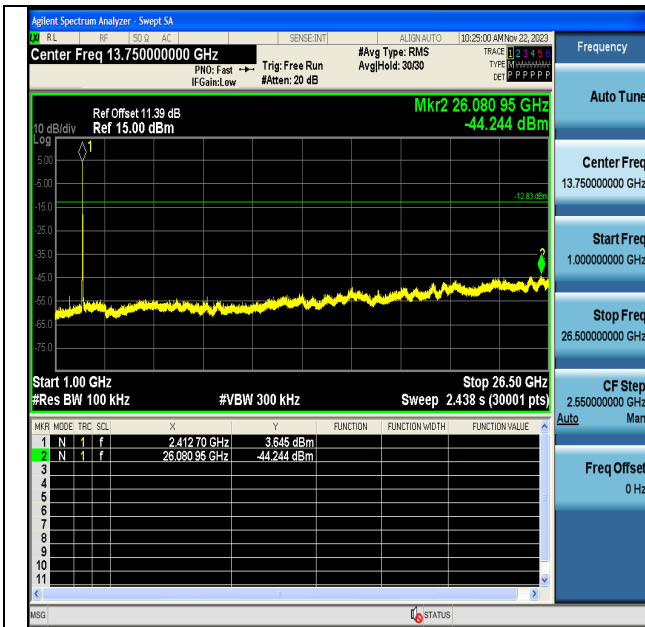 Agilent Spectrum Analyzer - Swept SA
LXI RL RF 50 Ω AC SENSE:INT ALIGN AUTO 10:25:00 AM Nov 22, 2023
Center Freq 13.750000000 GHz
#Avg Type: RMS
TRACE 1 2 3 4 5 6
PNO: Fast
Trig: Free Run
Avg|Hold: 30/30
TYPE M
IFGain:Low
#Atten: 20 dB
DET P P P P P P
Mkr2 26.080 95 GHz
-44.244 dBm
Ref Offset 11.39 dB
10 dB/div Ref 15.00 dBm
Log
1
5.00
-5.00
-12.83 dBm
-15.0
-25.0
-35.0
2
-45.0
-55.0
-65.0
-75.0
Start 1.00 GHz Stop 26.50 GHz
#Res BW 100 kHz #VBW 300 kHz Sweep 2.438 s (30001 pts)
MKR MODE TRC SCL X Y FUNCTION FUNCTION WIDTH FUNCTION VALUE
1 N 1 f 2.412 70 GHz 3.645 dBm
2 N 1 f 26.080 95 GHz -44.244 dBm
3
4
5
6
7
8
9
10
11
MSG STATUS
Frequency
Auto Tune
Center Freq
13.750000000 GHz
Start Freq
1.000000000 GHz
Stop Freq
26.500000000 GHz
CF Step
2.550000000 GHz
Auto Man
Freq Offset
0 Hz